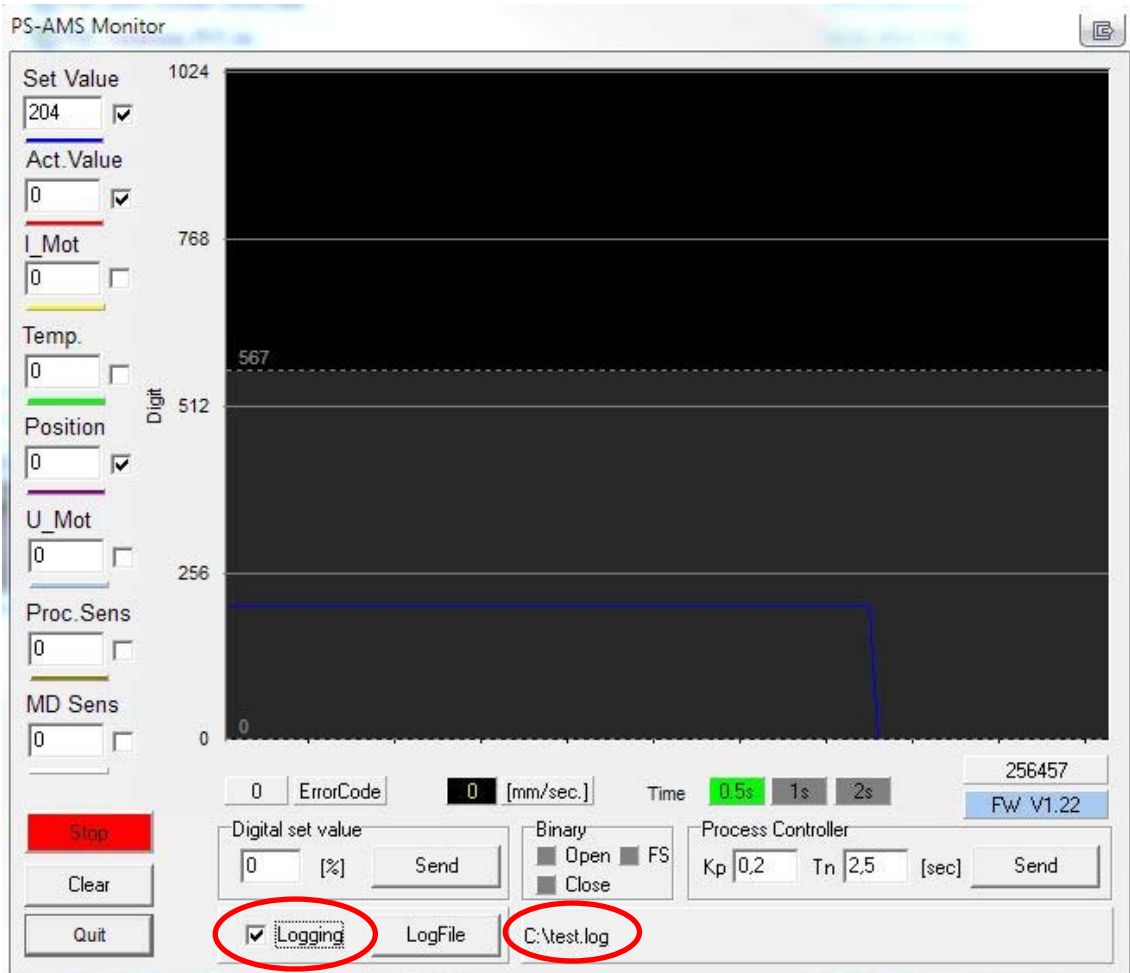 PS-AMS Monitor
Set Value
204
Act.Value
0
I_Mot
0
Temp.
0
Position
0
U_Mot
0
Proc.Sens
0
MD Sens
0
1024
768
567
Digit
512
256
0
0
0 ErrorCode 0 [mm/sec.] Time 0.5s 1s 2s
256457
FW V1.22
Stop
Clear
Quit
Digital set value
0 [%] Send
Binary
Open FS
Close
Process Controller
Kp 0,2 Tn 2,5 [sec] Send
Logging LogFile C:\test.log